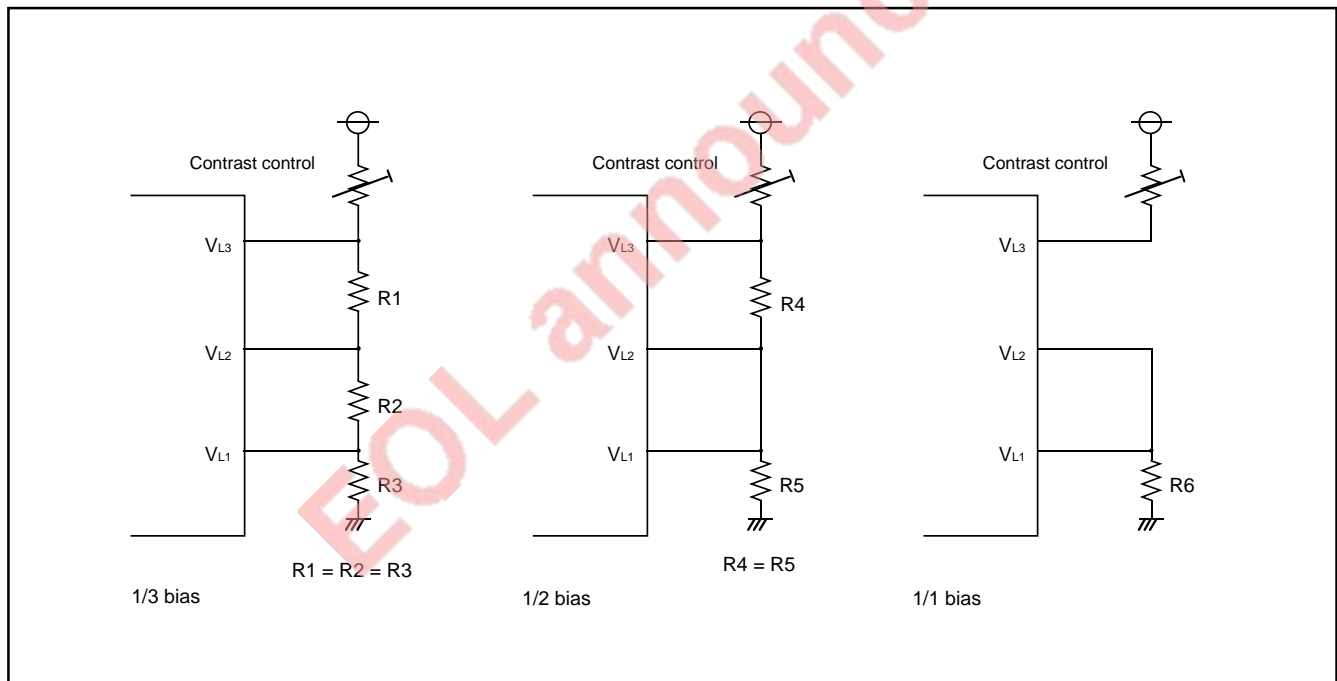 EOL announc
Contrast control
VL3
R1
VL2
R2
VL1
R3
R1 = R2 = R3
1/3 bias
Contrast control
VL3
R4
VL2
VL1
R5
R4 = R5
1/2 bias
Contrast control
VL3
VL2
VL1
R6
1/1 bias